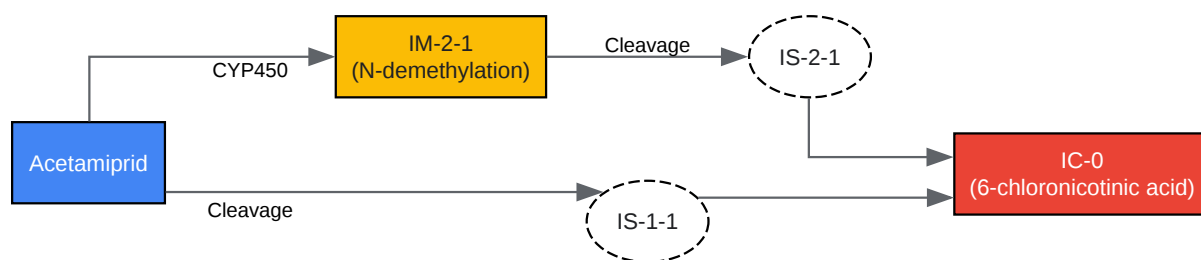 IM-2-1
(N-demethylation)
Cleavage
IS-2-1
CYP450
Acetamiprid
IC-0
(6-chloronicotinic acid)
Cleavage
IS-1-1